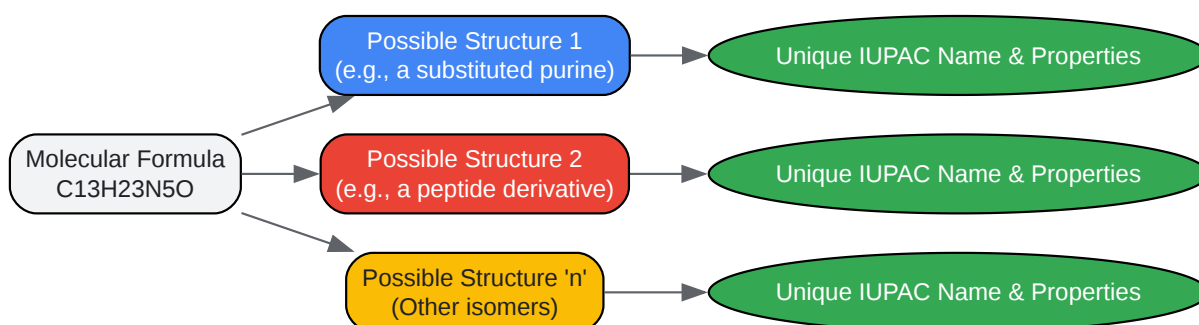 Possible Structure 1
(e.g., a substituted purine)
Unique IUPAC Name & Properties
Molecular Formula
C13H23N5O
Possible Structure 2
(e.g., a peptide derivative)
Unique IUPAC Name & Properties
Possible Structure 'n'
(Other isomers)
Unique IUPAC Name & Properties